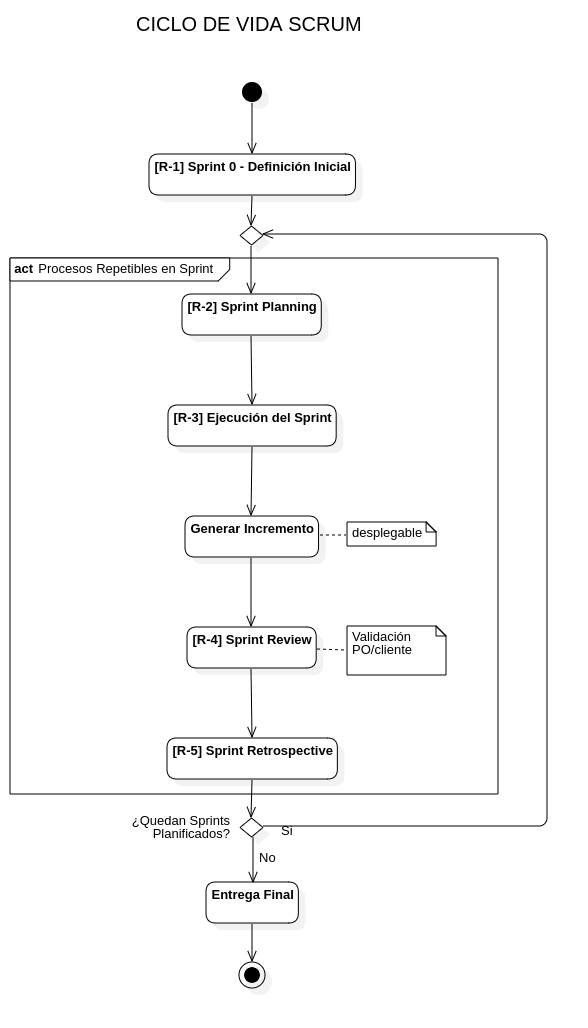 CICLO DE VIDA SCRUM
[R-1] Sprint 0 - Definición Inicial
act Procesos Repetibles en Sprint
[R-2] Sprint Planning
[R-3] Ejecución del Sprint
Generar Incremento
desplegable
[R-4] Sprint Review
Validación
PO/cliente
[R-5] Sprint Retrospective
¿Quedan Sprints
Planificados?
Si
No
Entrega Final